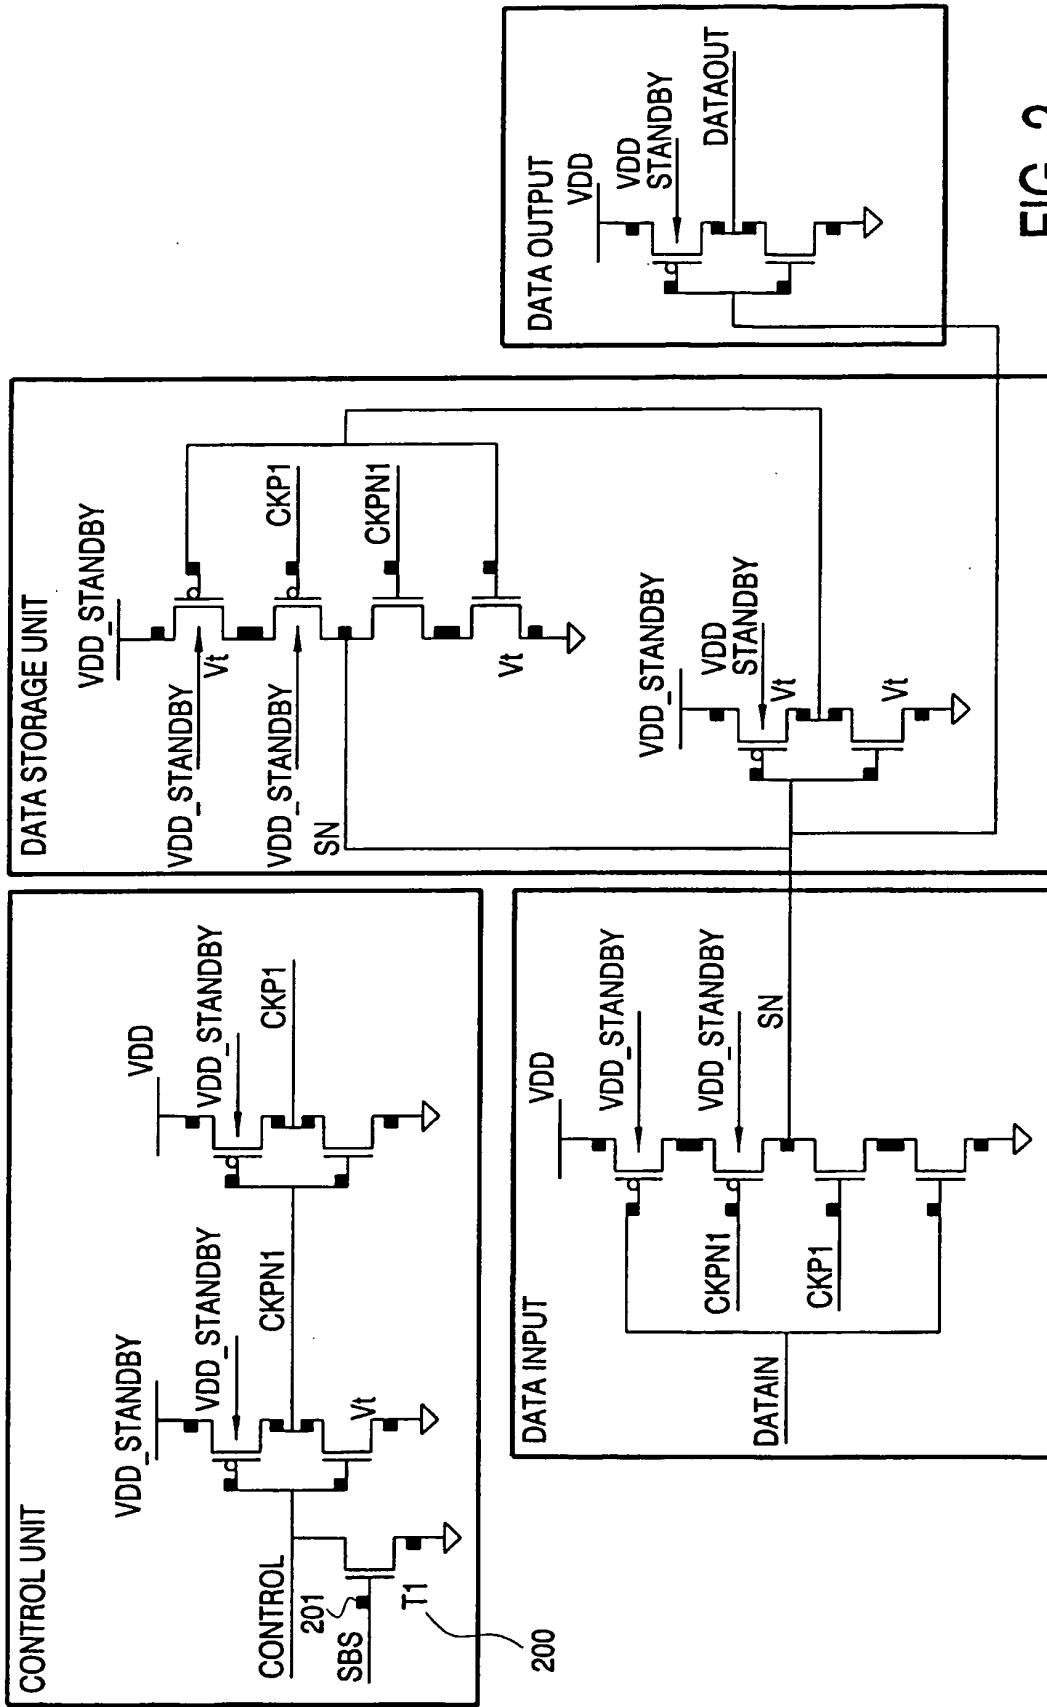 CONTROL UNIT
VDD_STANDBY
VDD
VDD_STANDBY
VDD_STANDBY
CONTROL
CKPN1
CKP1
201
SBS
T1
Vt
200
DATA INPUT
VDD
VDD_STANDBY
CKPN1
VDD_STANDBY
DATAIN
SN
CKP1
DATA STORAGE UNIT
VDD_STANDBY
VDD_STANDBY
Vt
CKP1
VDD_STANDBY
SN
CKPN1
Vt
VDD_STANDBY
VDD
STANDBY
Vt
Vt
DATA OUTPUT
VDD
VDD
STANDBY
DATAOUT
FIG. 2